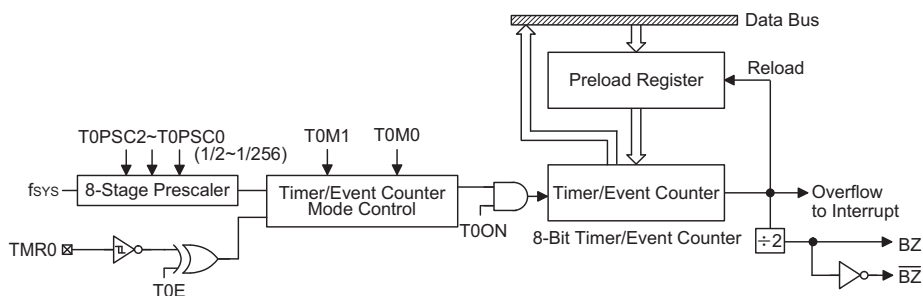 Data Bus
Preload Register
Reload
T0PSC2~T0PSC0
(1/2~1/256)
T0M1
T0M0
fSYS
8-Stage Prescaler
Timer/Event Counter
Mode Control
T0ON
Timer/Event Counter
8-Bit Timer/Event Counter
Overflow
to Interrupt
TMR0
T0E
÷2
BZ
B̅Z̅